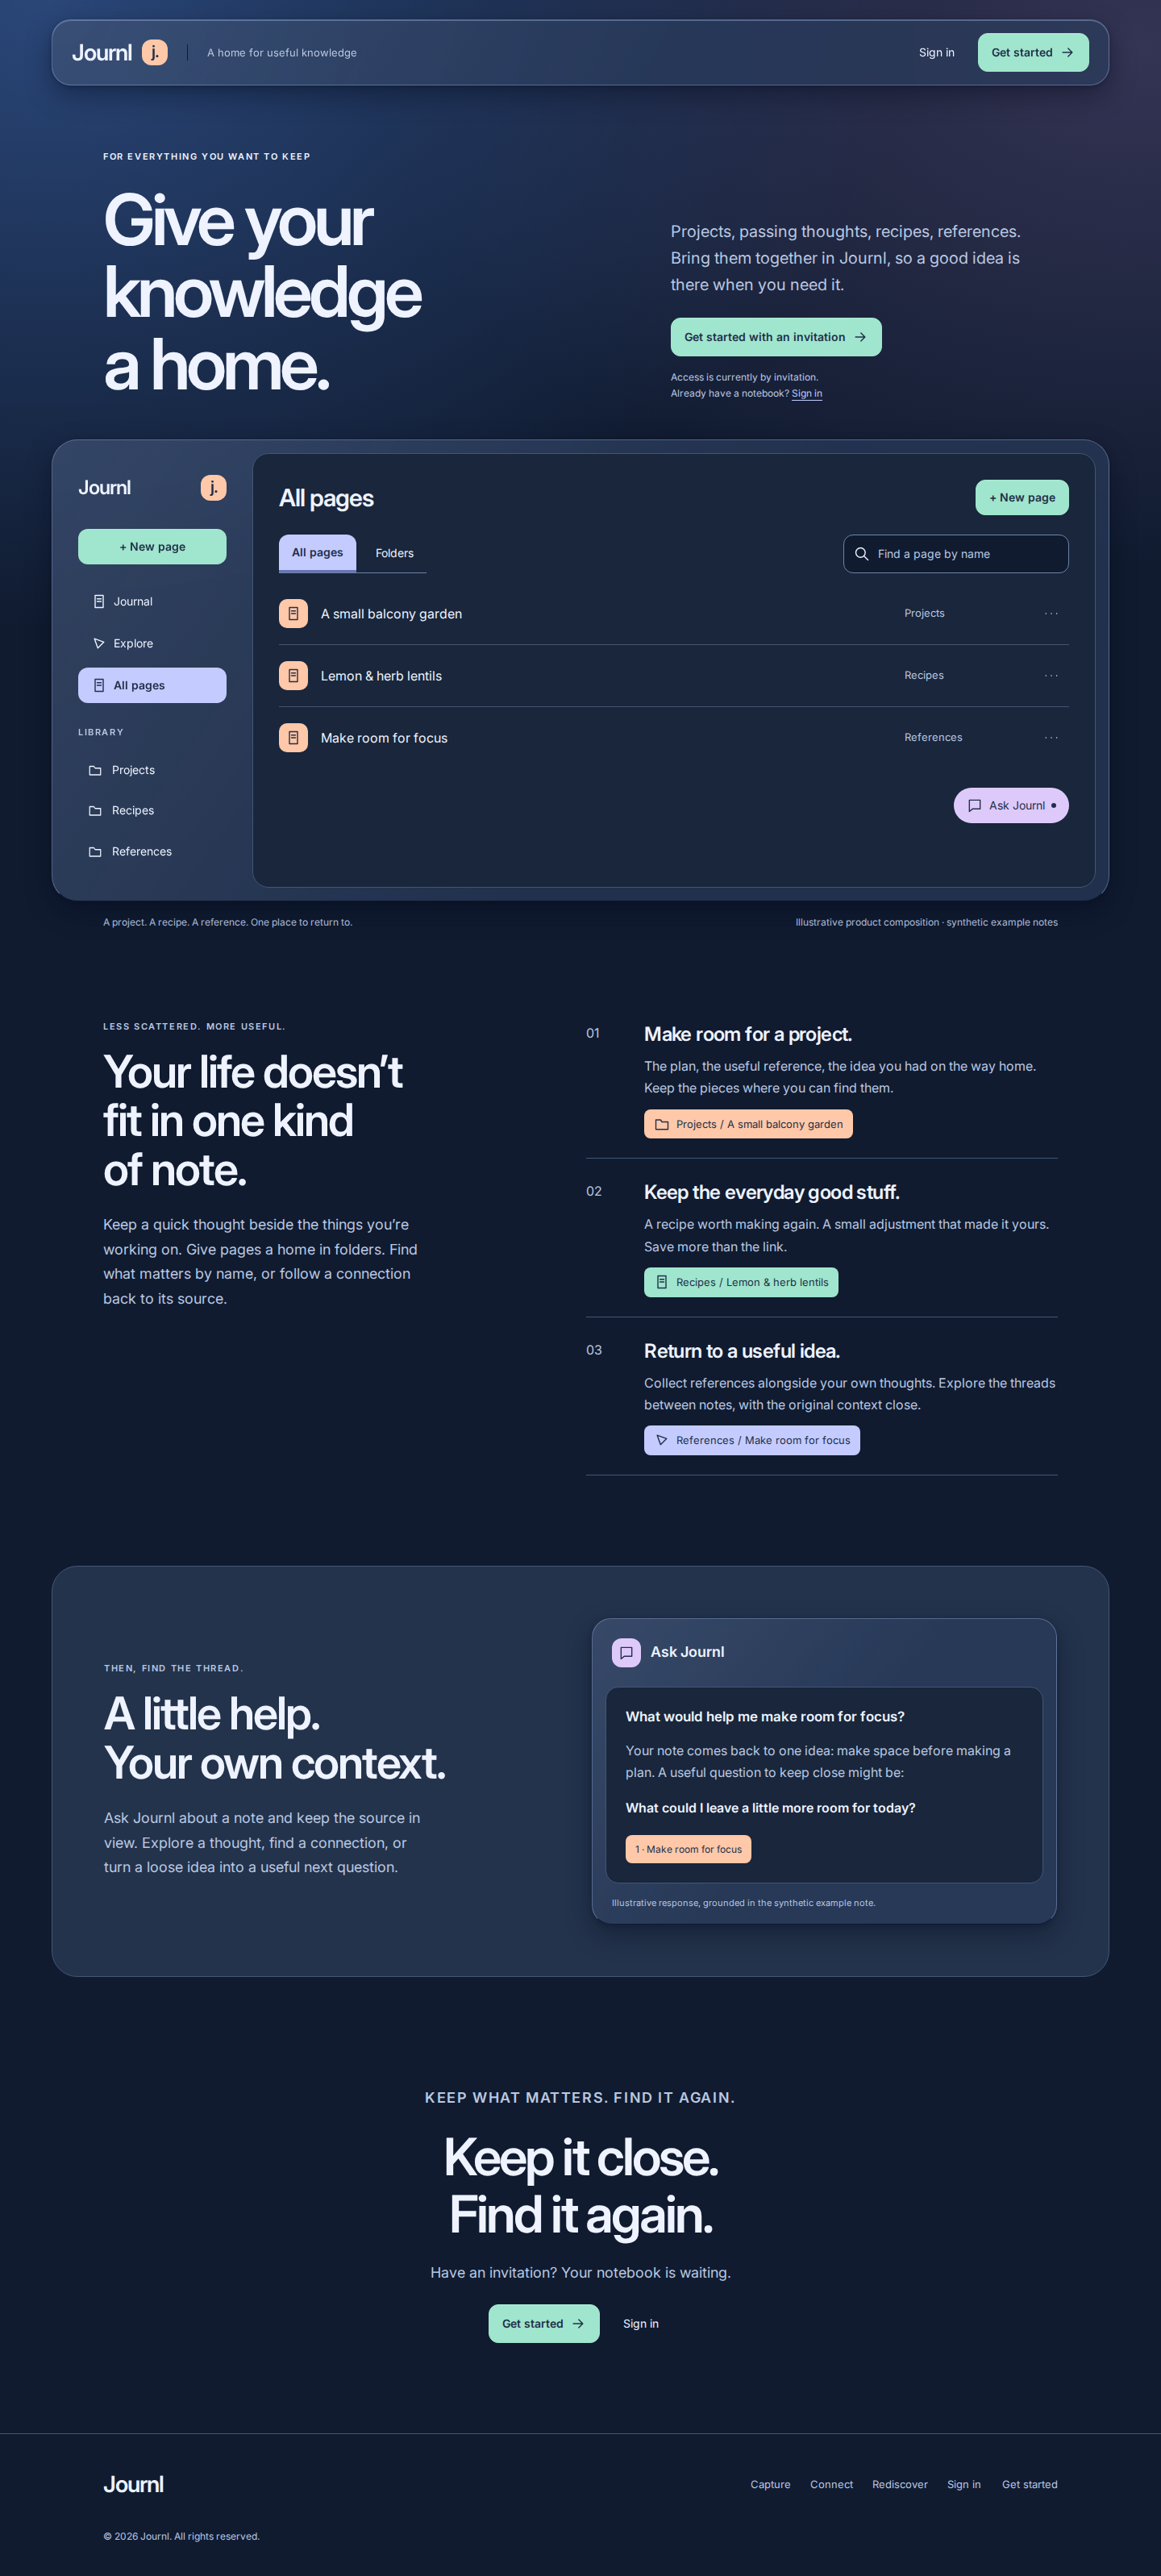 Journl j. A home for useful knowledge Sign in Get started →
FOR EVERYTHING YOU WANT TO KEEP
Give your
knowledge
a home.
Projects, passing thoughts, recipes, references.
Bring them together in Journl, so a good idea is
there when you need it.
Get started with an invitation →
Access is currently by invitation.
Already have a notebook? Sign in
Journl j.
+ New page
Journal
Explore
All pages
LIBRARY
Projects
Recipes
References
All pages
+ New page
All pages Folders
Find a page by name
A small balcony garden Projects ...
Lemon & herb lentils Recipes ...
Make room for focus References ...
Ask Journl •
A project. A recipe. A reference. One place to return to.
Illustrative product composition · synthetic example notes
LESS SCATTERED. MORE USEFUL.
Your life doesn’t
fit in one kind
of note.
Keep a quick thought beside the things you’re
working on. Give pages a home in folders. Find
what matters by name, or follow a connection
back to its source.
01 Make room for a project.
The plan, the useful reference, the idea you had on the way home.
Keep the pieces where you can find them.
Projects / A small balcony garden
02 Keep the everyday good stuff.
A recipe worth making again. A small adjustment that made it yours.
Save more than the link.
Recipes / Lemon & herb lentils
03 Return to a useful idea.
Collect references alongside your own thoughts. Explore the threads
between notes, with the original context close.
References / Make room for focus
THEN, FIND THE THREAD.
A little help.
Your own context.
Ask Journl about a note and keep the source in
view. Explore a thought, find a connection, or
turn a loose idea into a useful next question.
Ask Journl
What would help me make room for focus?
Your note comes back to one idea: make space before making a
plan. A useful question to keep close might be:
What could I leave a little more room for today?
1 · Make room for focus
Illustrative response, grounded in the synthetic example note.
KEEP WHAT MATTERS. FIND IT AGAIN.
Keep it close.
Find it again.
Have an invitation? Your notebook is waiting.
Get started → Sign in
Journl
Capture Connect Rediscover Sign in Get started
© 2026 Journl. All rights reserved.